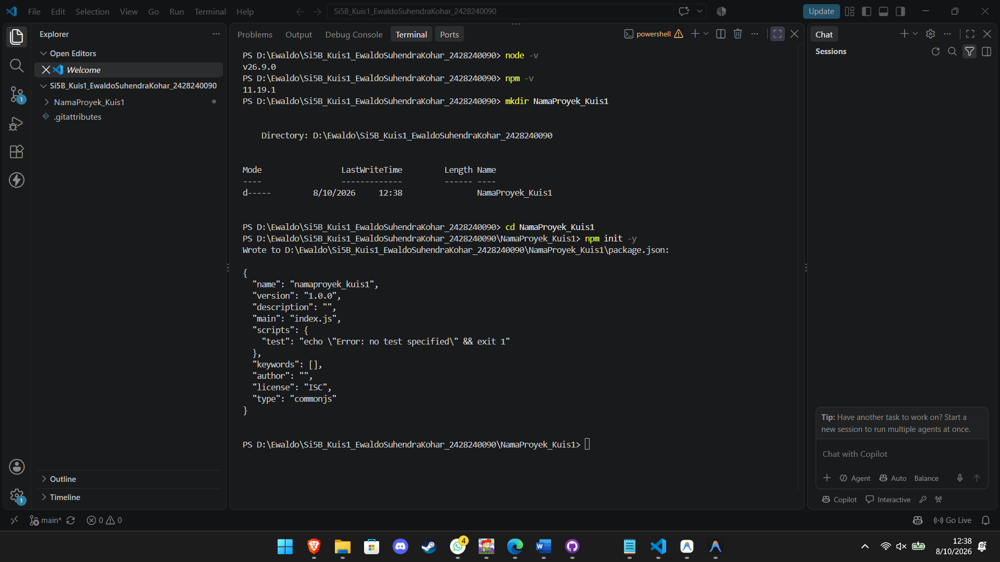 File Edit Selection View Go Run Terminal Help
Si5B_Kuis1_EwaldoSuhendraKohar_2428240090
Update
Explorer
Open Editors
Welcome
Si5B_Kuis1_EwaldoSuhendraKohar_2428240090
NamaProyek_Kuis1
.gitattributes
1
Outline
Timeline
1
Problems Output Debug Console Terminal Ports
powershell
PS D:\Ewaldo\Si5B_Kuis1_EwaldoSuhendraKohar_2428240090> node -v
v26.9.0
PS D:\Ewaldo\Si5B_Kuis1_EwaldoSuhendraKohar_2428240090> npm -v
11.19.1
PS D:\Ewaldo\Si5B_Kuis1_EwaldoSuhendraKohar_2428240090> mkdir NamaProyek_Kuis1
Directory: D:\Ewaldo\Si5B_Kuis1_EwaldoSuhendraKohar_2428240090
Mode LastWriteTime Length Name
---- ------------- ------ ----
d----- 8/10/2026 12:38 NamaProyek_Kuis1
PS D:\Ewaldo\Si5B_Kuis1_EwaldoSuhendraKohar_2428240090> cd NamaProyek_Kuis1
PS D:\Ewaldo\Si5B_Kuis1_EwaldoSuhendraKohar_2428240090\NamaProyek_Kuis1> npm init -y
Wrote to D:\Ewaldo\Si5B_Kuis1_EwaldoSuhendraKohar_2428240090\NamaProyek_Kuis1\package.json:
{
"name": "namaproyek_kuis1",
"version": "1.0.0",
"description": "",
"main": "index.js",
"scripts": {
"test": "echo \"Error: no test specified\" && exit 1"
},
"keywords": [],
"author": "",
"license": "ISC",
"type": "commonjs"
}
PS D:\Ewaldo\Si5B_Kuis1_EwaldoSuhendraKohar_2428240090\NamaProyek_Kuis1>
Chat
Sessions
Tip: Have another task to work on? Start a
new session to run multiple agents at once.
Chat with Copilot
Agent Auto Balance
Copilot Interactive
main* 0 0
Go Live
4
12:38
8/10/2026